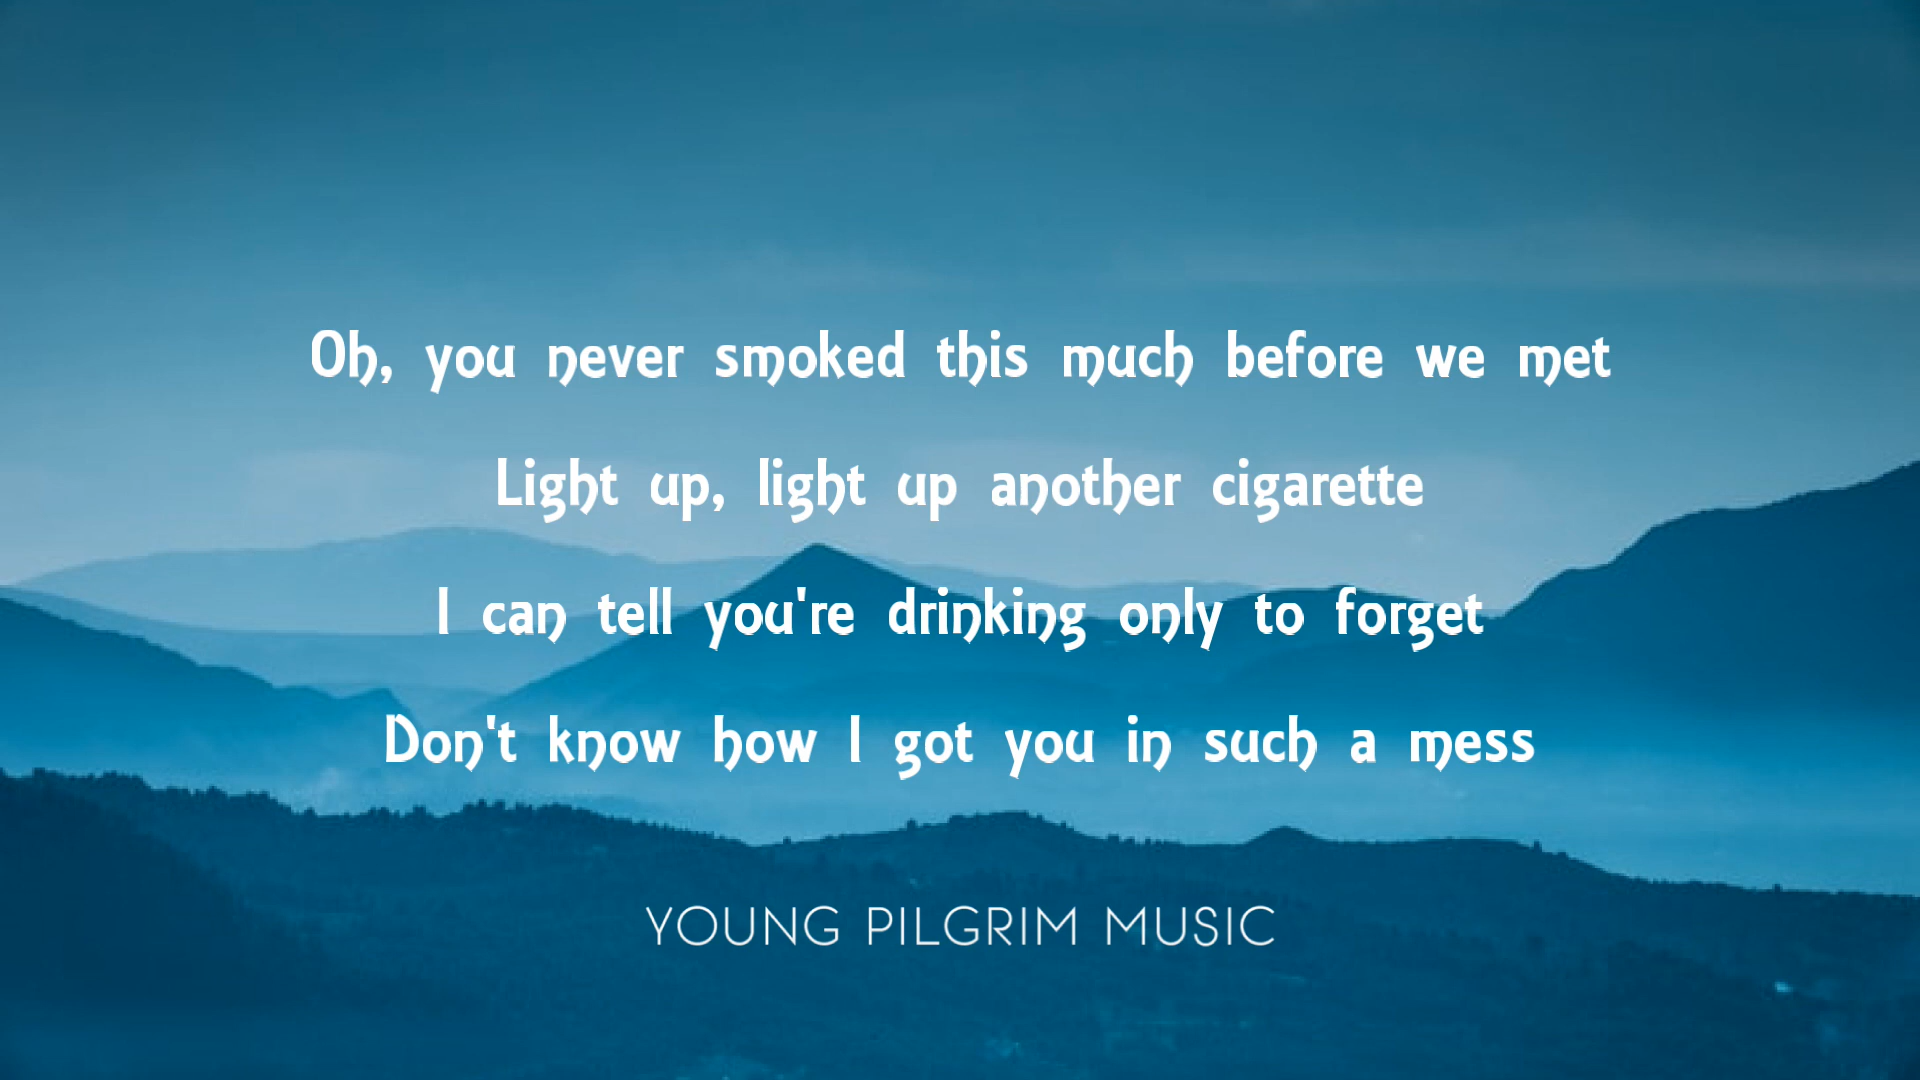 Oh, you never smoked this much before we met
Light up, light up another cigarette
I can tell you're drinking only to forget
Don't know how I got you in such a mess
YOUNG PILGRIM MUSIC